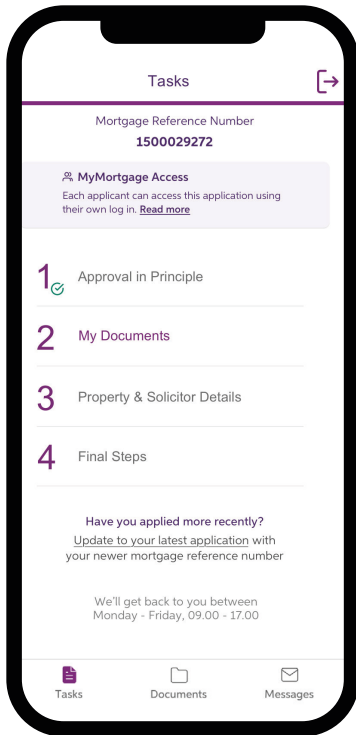 Tasks
Mortgage Reference Number
1500029272
MyMortgage Access
Each applicant can access this application using
their own log in. Read more
1 Approval in Principle
2 My Documents
3 Property & Solicitor Details
4 Final Steps
Have you applied more recently?
Update to your latest application with
your newer mortgage reference number
We'll get back to you between
Monday - Friday, 09.00 - 17.00
Tasks Documents Messages